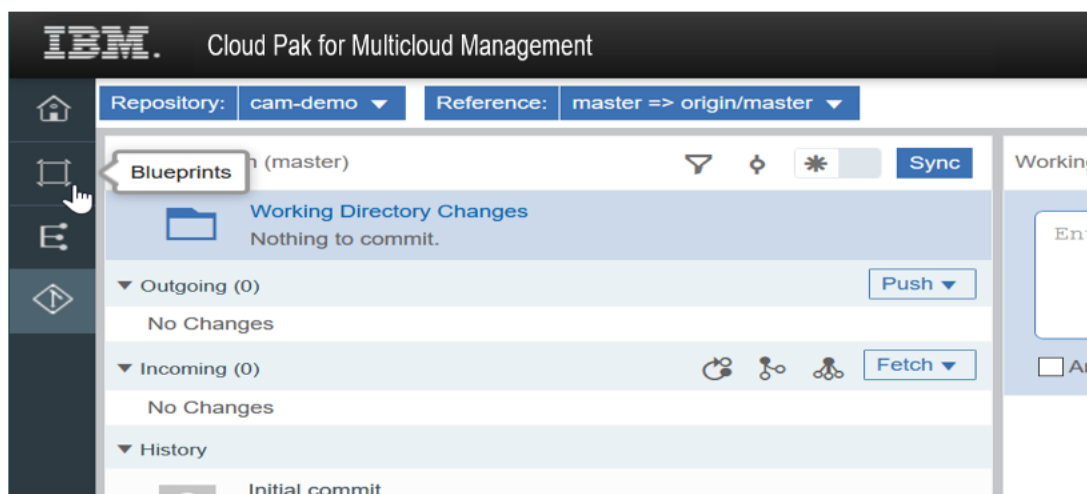 IBM. Cloud Pak for Multicloud Management
Repository: cam-demo Reference: master => origin/master
Blueprints (master) Sync
Working Directory Changes
Nothing to commit.
Outgoing (0) Push
No Changes
Incoming (0) Fetch
No Changes
History
Initial commit